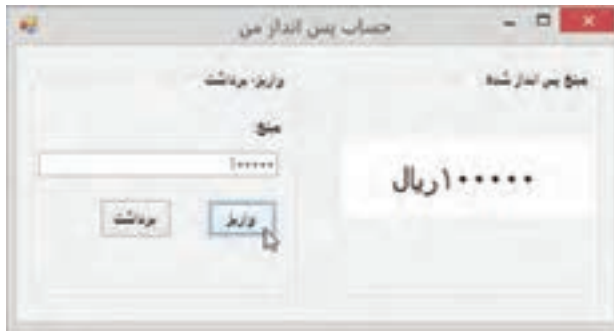 حساب پس انداز من
مبلغ پس انداز شده
۱۰۰۰۰۰ریال
واریز، برداشت
مبلغ
۱۰۰۰۰۰
واریز
برداشت